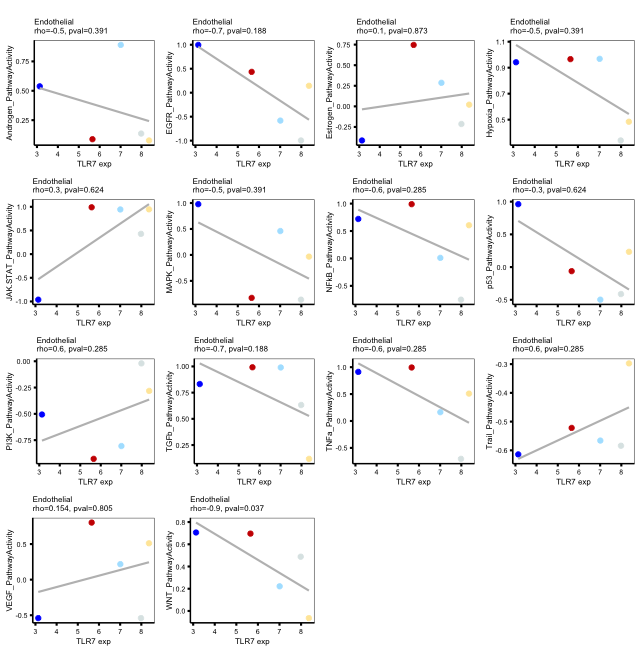 Endothelial
rho=-0.5, pval=0.391
Androgen_PathwayActivity
0.75
0.50
0.25
3 4 5 6 7 8
TLR7 exp
Endothelial
rho=-0.7, pval=0.188
EGFR_PathwayActivity
1.0
0.5
0.0
-0.5
-1.0
3 4 5 6 7 8
TLR7 exp
Endothelial
rho=0.1, pval=0.873
Estrogen_PathwayActivity
0.75
0.50
0.25
0.00
-0.25
3 4 5 6 7 8
TLR7 exp
Endothelial
rho=-0.5, pval=0.391
Hypoxia_PathwayActivity
1.1
0.9
0.7
0.5
3 4 5 6 7 8
TLR7 exp
Endothelial
rho=0.3, pval=0.624
JAK.STAT_PathwayActivity
1.0
0.5
0.0
-0.5
-1.0
3 4 5 6 7 8
TLR7 exp
Endothelial
rho=-0.5, pval=0.391
MAPK_PathwayActivity
1.0
0.5
0.0
-0.5
3 4 5 6 7 8
TLR7 exp
Endothelial
rho=-0.6, pval=0.285
NFkB_PathwayActivity
1.0
0.5
0.0
-0.5
3 4 5 6 7 8
TLR7 exp
Endothelial
rho=-0.3, pval=0.624
p53_PathwayActivity
1.0
0.5
0.0
-0.5
3 4 5 6 7 8
TLR7 exp
Endothelial
rho=0.6, pval=0.285
PI3K_PathwayActivity
0.00
-0.25
-0.50
-0.75
3 4 5 6 7 8
TLR7 exp
Endothelial
rho=-0.7, pval=0.188
TGFb_PathwayActivity
1.00
0.75
0.50
0.25
3 4 5 6 7 8
TLR7 exp
Endothelial
rho=-0.6, pval=0.285
TNFa_PathwayActivity
1.0
0.5
0.0
-0.5
3 4 5 6 7 8
TLR7 exp
Endothelial
rho=0.6, pval=0.285
Trail_PathwayActivity
-0.3
-0.4
-0.5
-0.6
3 4 5 6 7 8
TLR7 exp
Endothelial
rho=0.154, pval=0.805
VEGF_PathwayActivity
0.5
0.0
-0.5
3 4 5 6 7 8
TLR7 exp
Endothelial
rho=-0.9, pval=0.037
WNT_PathwayActivity
0.8
0.6
0.4
0.2
0.0
3 4 5 6 7 8
TLR7 exp